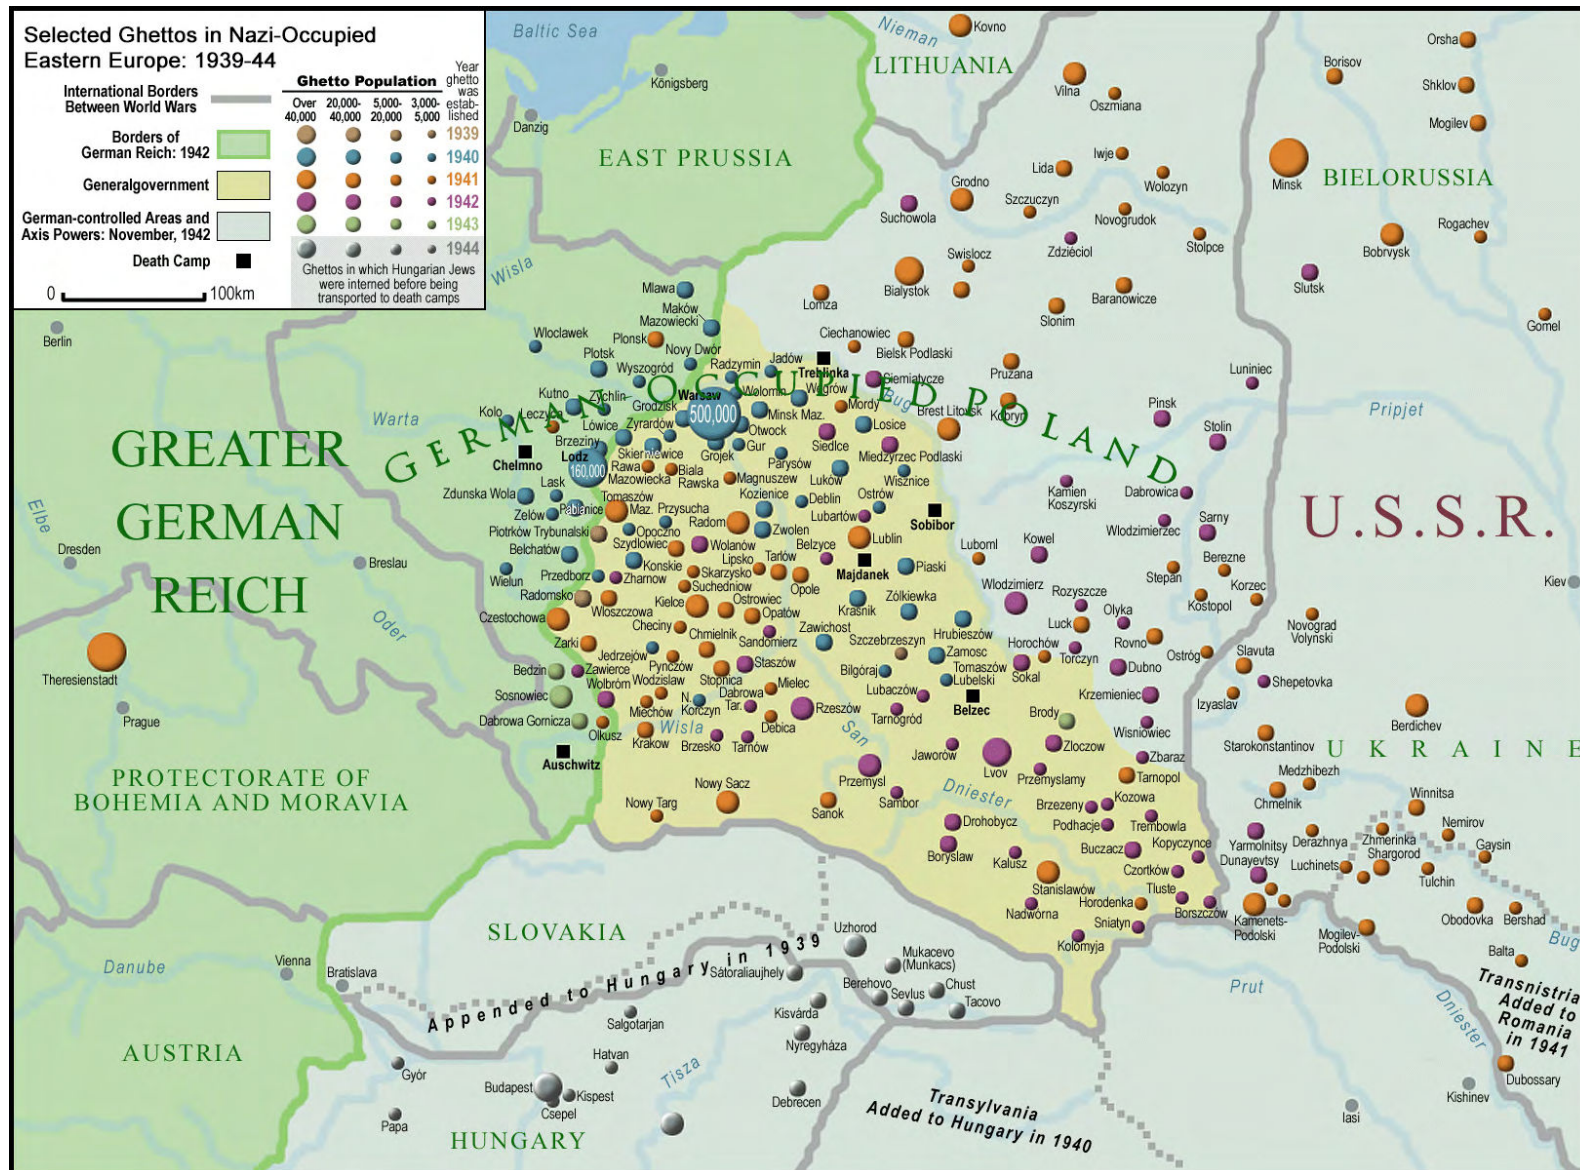 Selected Ghettos in Nazi-Occupied
Eastern Europe: 1939-44
International Borders
Between World Wars
Borders of
German Reich: 1942
Generalgovernment
German-controlled Areas and
Axis Powers: November, 1942
Death Camp
0 100km
Ghetto Population
Year
ghetto
was
estab-
lished
Over
40,000
20,000-
40,000
5,000-
20,000
3,000-
5,000
1939
1940
1941
1942
1943
1944
Ghettos in which Hungarian Jews
were interned before being
transported to death camps
Baltic Sea
Nieman
Kovno
Orsha
LITHUANIA
Borisov
Königsberg
Vilna
Oszmiana
Shklov
Danzig
Mogilev
EAST PRUSSIA
Iwje
Lida
Wolozyn
Minsk
BIELORUSSIA
Grodno
Szczuczyn
Suchowola
Novogrudok
Rogachev
Zdziéciol
Stolpce
Bobrvysk
Swislocz
Wisla
Bialystok
Slutsk
Mlawa
Lomza
Baranowicze
Maków
Mazowiecki
Slonim
Gomel
Berlin
Wloclawek
Plonsk
Ciechanowiec
Bielsk Podlaski
Plotsk
Novy Dwór
Radzymin
Jadów
Treblinka
Pruzana
Luniniec
Wyszogród
Siemiatycze
Kutno
Zychlin
Warsaw
Wolomin
Wegrów
Bug
Kobryn
Pinsk
Pripjet
Warta
Kolo
Leczyca
Lówice
Grodzisk
500,000
Minsk Maz.
Mordy
Brest Litovsk
Stolin
GERMAN OCCUPIED POLAND
Zyrardów
Otwock
Losice
Brzeziny
Skierniewice
Grojek
Gur
Siedlce
Miedzyrzec Podlaski
GREATER
GERMAN
REICH
Chelmno
Lodz
160,000
Rawa
Mazowiecka
Biala
Rawska
Parysów
Luków
Wisznice
Magnuszew
Lask
Kamien
Koszyrski
Dabrowica
Zdunska Wola
Pabianice
Tomaszów
Maz.
Przysucha
Kozienice
Deblin
Ostrów
Zelów
Radom
Zwolen
Lubartów
Sobibor
Wlodzimierz
Sarny
U.S.S.R.
Elbe
Piotrków Trybunalski
Opoczno
Szydlowiec
Wolanów
Belzyce
Lublin
Luboml
Kowel
Berezne
Dresden
Breslau
Belchatów
Konskie
Lipsko
Tarlów
Majdanek
Piaski
Stepan
Korzec
Kiev
Wielun
Przedborz
Zharnow
Skarzysko
Suchedniow
Opole
Wlodzimierz
Kostopol
Radomsko
Wloszczowa
Kielce
Ostrowiec
Opatów
Krasnik
Zólkiewka
Rozyszcze
Olyka
Novograd
Volynski
Czestochowa
Checiny
Chmielnik
Sandomierz
Zawichost
Szczebrzeszyn
Hrubieszów
Luck
Rovno
Oder
Zarki
Jedrzejów
Pynczów
Staszów
Zamosc
Horochów
Torczyn
Ostróg
Slavuta
Theresienstadt
Bedzin
Zawierce
Wodzislaw
Stopnica
Bilgóraj
Tomaszów
Lubelski
Sokal
Dubno
Shepetovka
Sosnowiec
Wolbróm
Miechów
N.
Korczyn
Dabrowa
Tar.
Mielec
Rzeszów
Lubaczów
Belzec
Krzemieniec
Izyaslav
Berdichev
Prague
Dabrowa Gornicza
Olkusz
Krakow
Wisla
Debica
San
Tarnogród
Brody
Wisniowiec
Starokonstantinov
UKRAINE
Auschwitz
Brzesko
Tarnów
Jaworów
Lvov
Zloczow
Zbaraz
PROTECTORATE OF
BOHEMIA AND MORAVIA
Przemysl
Przemyslamy
Tarnopol
Medzhibezh
Chmelnik
Nowy Sacz
Sambor
Dniester
Nowy Targ
Sanok
Brzezeny
Kozowa
Winnitsa
Drohobycz
Podhacje
Trembowla
Yarmolnitsy
Derazhnya
Zhmerinka
Nemirov
Boryslaw
Kalusz
Buczacz
Kopyczynce
Dunayevtsy
Luchinets
Shargorod
Gaysin
Stanislawów
Czortków
Tulchin
Tluste
Nadwórna
Horodenka
Borszczów
Kamenets-
Podolski
Obodovka
Bershad
SLOVAKIA
Uzhorod
Sniatyn
Kolomyja
Mogilev-
Podolski
Balta
Bug
Appended to Hungary in 1939
Danube
Vienna
Bratislava
Sátoraliaujhely
Mukacevo
(Munkacs)
Berehovo
Sevlus
Chust
Tacovo
Prut
Dniester
Transnistria
Added to
Romania
in 1941
Salgotarjan
Kisvárda
AUSTRIA
Hatvan
Nyregyháza
Györ
Tisza
Dubossary
Budapest
Kispest
Csepel
Debrecen
Kishinev
Papa
Iasi
HUNGARY
Transylvania
Added to Hungary in 1940